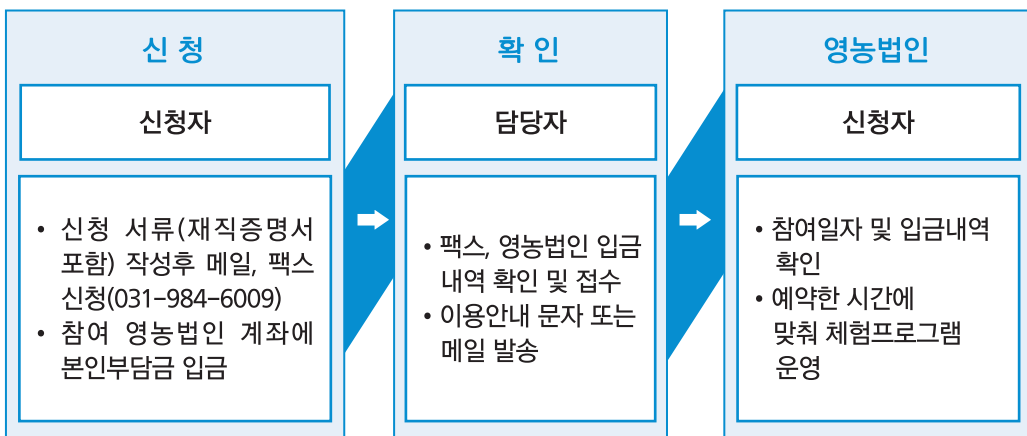 신 청
신청자
• 신청 서류(재직증명서
포함) 작성후 메일, 팩스
신청(031-984-6009)
• 참여 영농법인 계좌에
본인부담금 입금
확 인
담당자
• 팩스, 영농법인 입금
내역 확인 및 접수
• 이용안내 문자 또는
메일 발송
영농법인
신청자
• 참여일자 및 입금내역
확인
• 예약한 시간에
맞춰 체험프로그램
운영